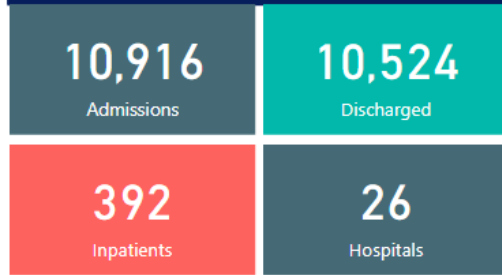 10,916
Admissions
10,524
Discharged
392
Inpatients
26
Hospitals